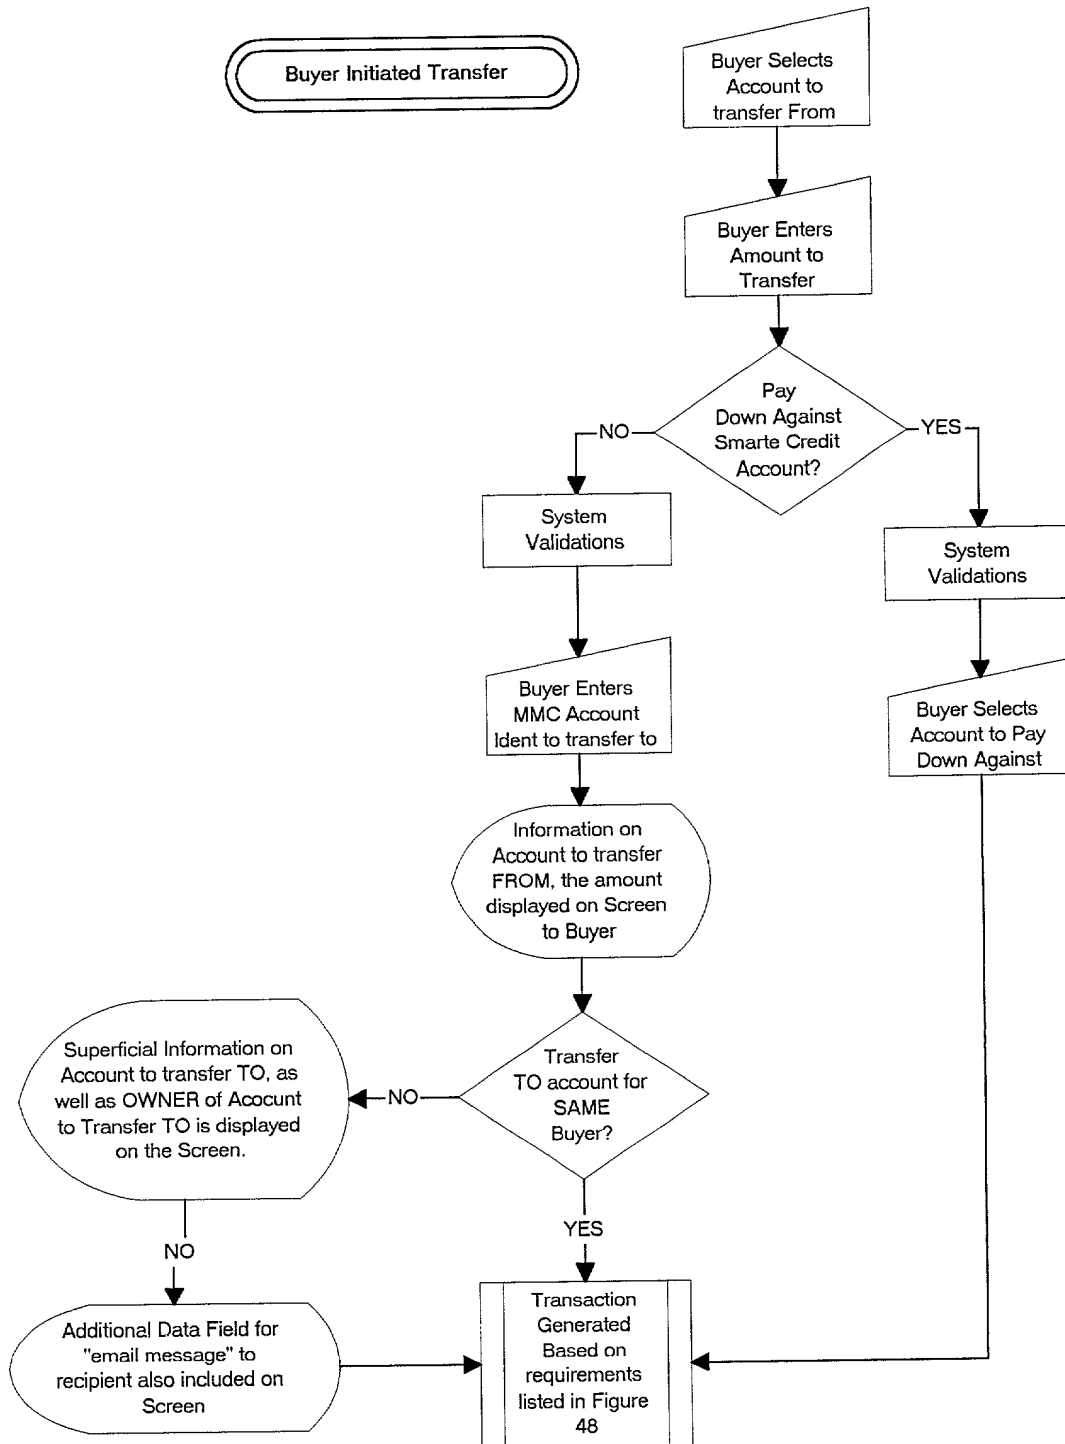 Buyer Initiated Transfer
Buyer Selects
Account to
transfer From
Buyer Enters
Amount to
Transfer
Pay
Down Against
Smarte Credit
Account?
NO
YES
System
Validations
System
Validations
Buyer Enters
MMC Account
Ident to transfer to
Buyer Selects
Account to Pay
Down Against
Information on
Account to transfer
FROM, the amount
displayed on Screen
to Buyer
Transfer
TO account for
SAME
Buyer?
NO
Superficial Information on
Account to transfer TO, as
well as OWNER of Acocunt
to Transfer TO is displayed
on the Screen.
YES
NO
Additional Data Field for
"email message" to
recipient also included on
Screen
Transaction
Generated
Based on
requirements
listed in Figure
48